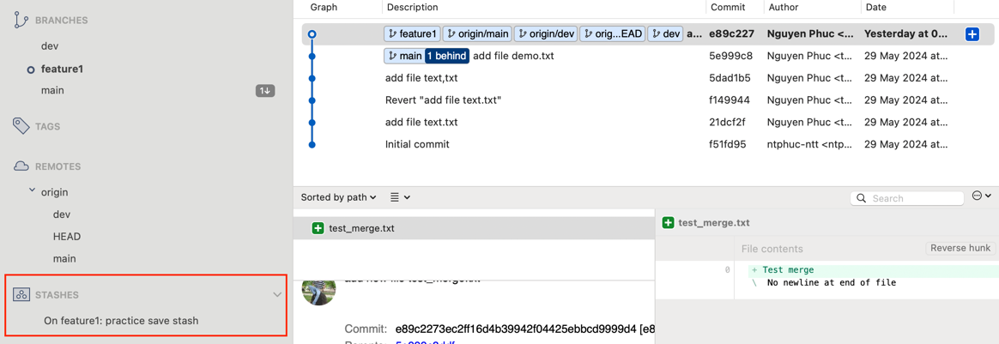 BRANCHES
dev
feature1
main 1↓
TAGS
REMOTES
origin
dev
HEAD
main
STASHES
On feature1: practice save stash
Graph Description Commit Author Date
feature1 origin/main origin/dev orig...EAD dev a... e89c227 Nguyen Phuc <... Yesterday at 0...
main 1 behind add file demo.txt 5e999c8 Nguyen Phuc <t... 29 May 2024 at...
add file text,txt 5dad1b5 Nguyen Phuc <t... 29 May 2024 at...
Revert "add file text.txt" f149944 Nguyen Phuc <t... 29 May 2024 at...
add file text.txt 21dcf2f Nguyen Phuc <t... 29 May 2024 at...
Initial commit f51fd95 ntphuc-ntt <ntp... 29 May 2024 at...
Sorted by path Search
test_merge.txt
add new file test_merge.txt
Commit: e89c2273ec2ff16d4b39942f04425ebbcd9999d4 [e8
test_merge.txt
File contents Reverse hunk
0 + Test merge
\ No newline at end of file